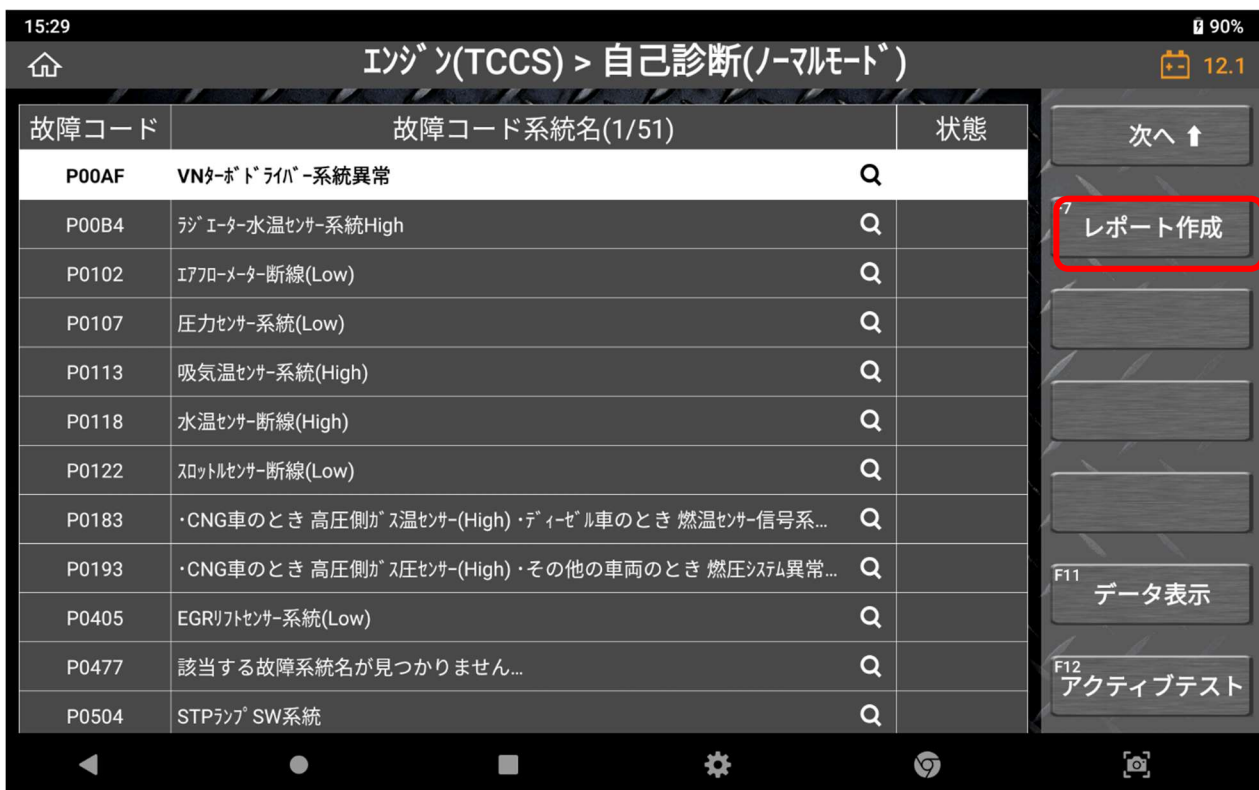 15:29
90%
ｴﾝｼﾞﾝ(TCCS) > 自己診断(ﾉｰﾏﾙﾓｰﾄﾞ)
12.1
故障コード 故障コード系統名(1/51) 状態
次へ ⬆
P00AF VNﾀｰﾎﾞﾄﾞﾗｲﾊﾞｰ系統異常
P00B4 ﾗｼﾞｴｰﾀｰ水温ｾﾝｻｰ系統High
F7
レポート作成
P0102 ｴｱﾌﾛｰﾒｰﾀｰ断線(Low)
P0107 圧力ｾﾝｻｰ系統(Low)
P0113 吸気温ｾﾝｻｰ系統(High)
P0118 水温ｾﾝｻｰ断線(High)
P0122 ｽﾛｯﾄﾙｾﾝｻｰ断線(Low)
P0183 ･CNG車のとき 高圧側ｶﾞｽ温ｾﾝｻｰ(High) ･ﾃﾞｨｰｾﾞﾙ車のとき 燃温ｾﾝｻｰ信号系…
P0193 ･CNG車のとき 高圧側ｶﾞｽ圧ｾﾝｻｰ(High) ･その他の車両のとき 燃圧ｼｽﾃﾑ異常…
F11
データ表示
P0405 EGRﾘﾌﾄｾﾝｻｰ系統(Low)
P0477 該当する故障系統名が見つかりません…
F12
アクティブテスト
P0504 STPﾗﾝﾌﾟSW系統